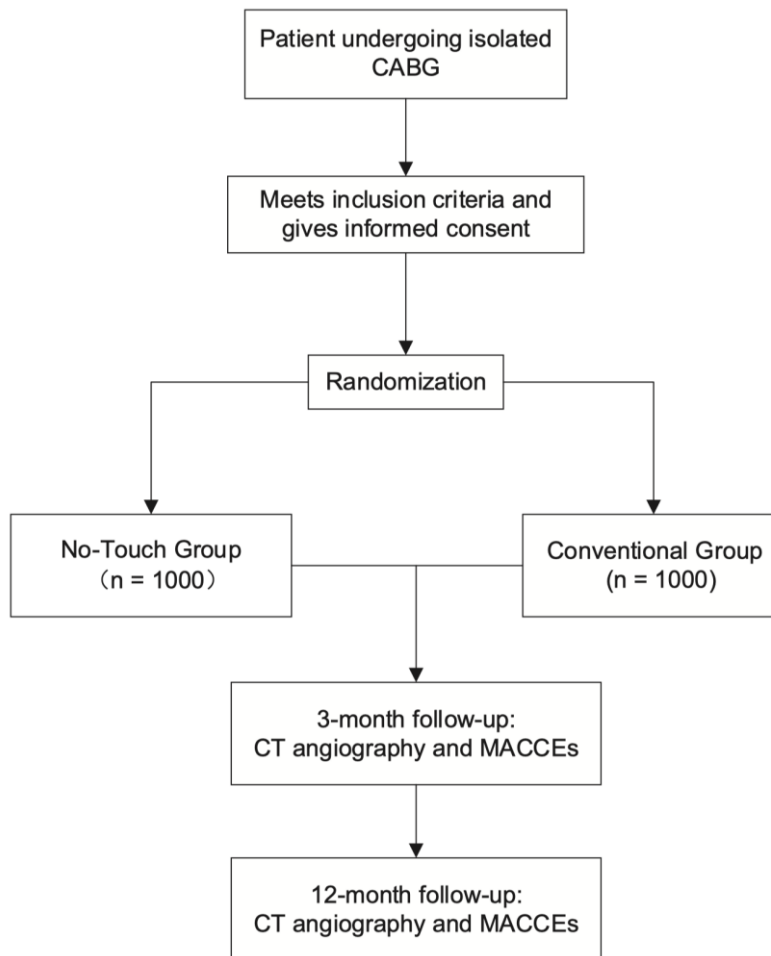 Patient undergoing isolated
CABG
Meets inclusion criteria and
gives informed consent
Randomization
No-Touch Group
（n = 1000）
Conventional Group
(n = 1000)
3-month follow-up:
CT angiography and MACCEs
12-month follow-up:
CT angiography and MACCEs